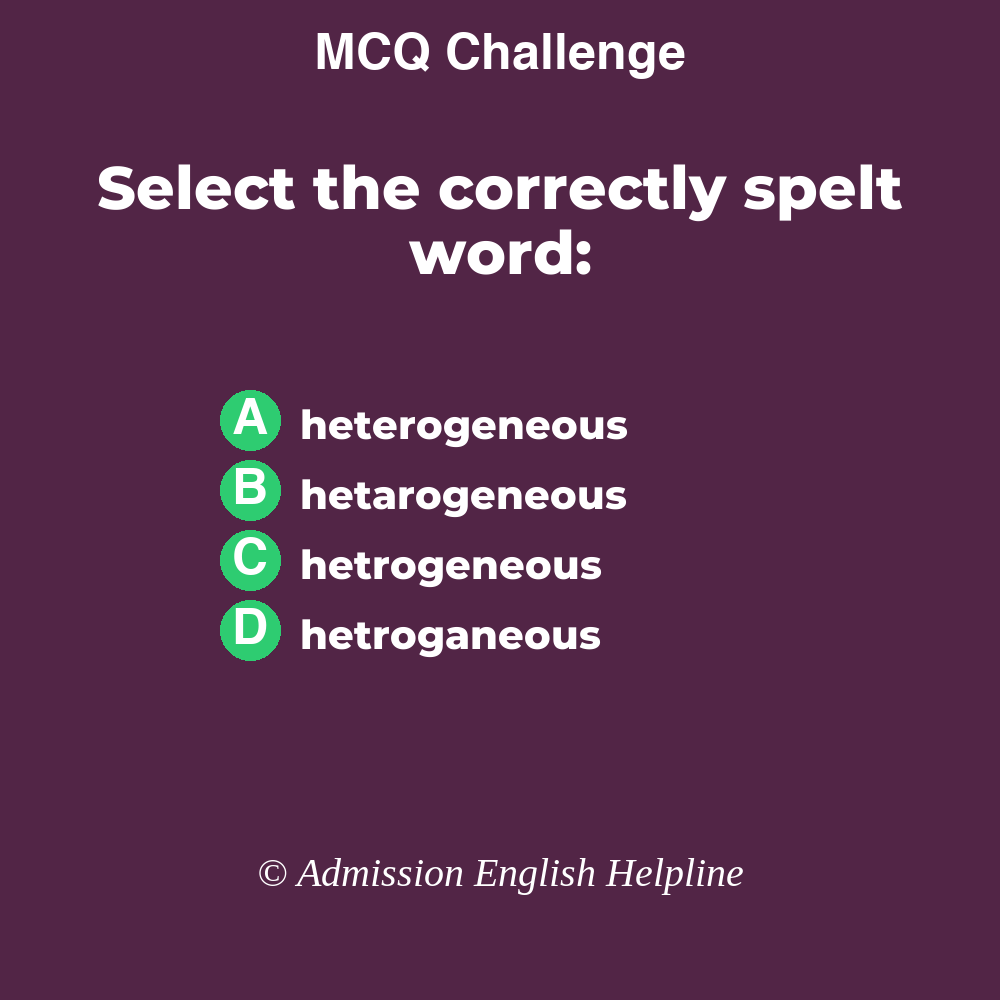 MCQ Challenge
Select the correctly spelt
word:
A heterogeneous
B hetarogeneous
C hetrogeneous
D hetroganeous
© Admission English Helpline